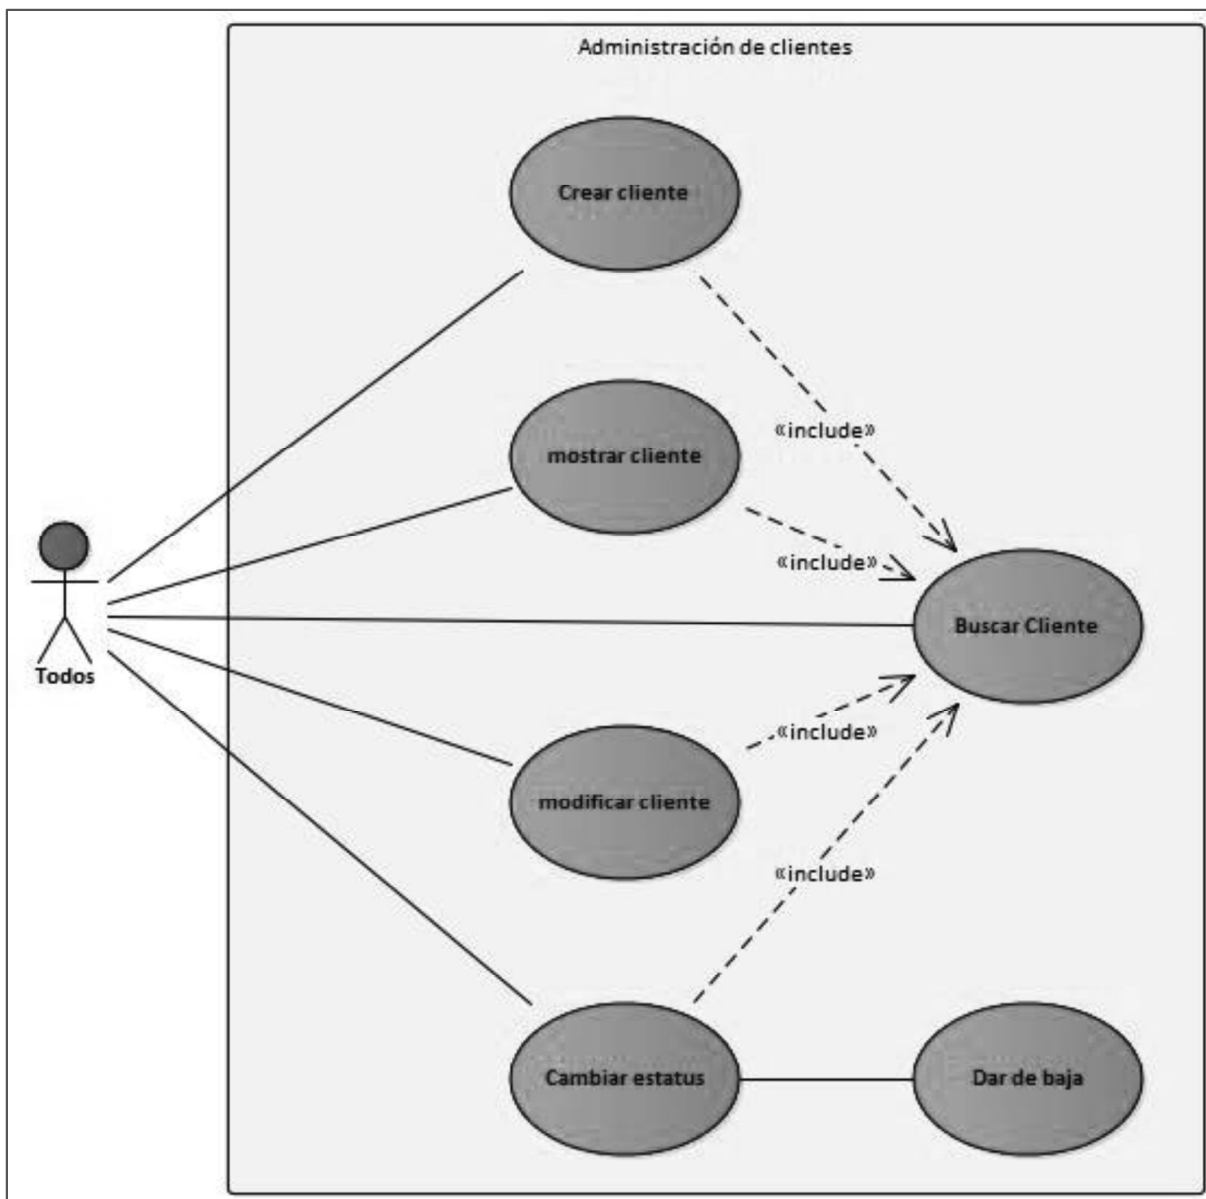 Administración de clientes
Crear cliente
«include»
mostrar cliente
«include»
Todos
Buscar Cliente
«include»
modificar cliente
«include»
Cambiar estatus
Dar de baja